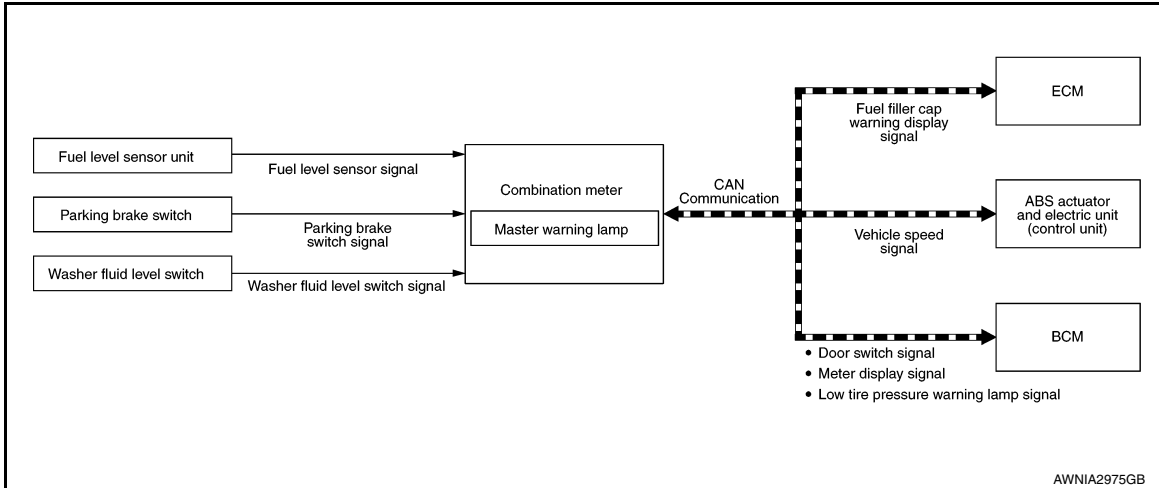 Fuel level sensor unit
Fuel level sensor signal
Parking brake switch
Parking brake
switch signal
Washer fluid level switch
Washer fluid level switch signal
Combination meter
Master warning lamp
CAN
Communication
Fuel filler cap
warning display
signal
ECM
Vehicle speed
signal
ABS actuator
and electric unit
(control unit)
BCM
• Door switch signal
• Meter display signal
• Low tire pressure warning lamp signal
AWNIA2975GB